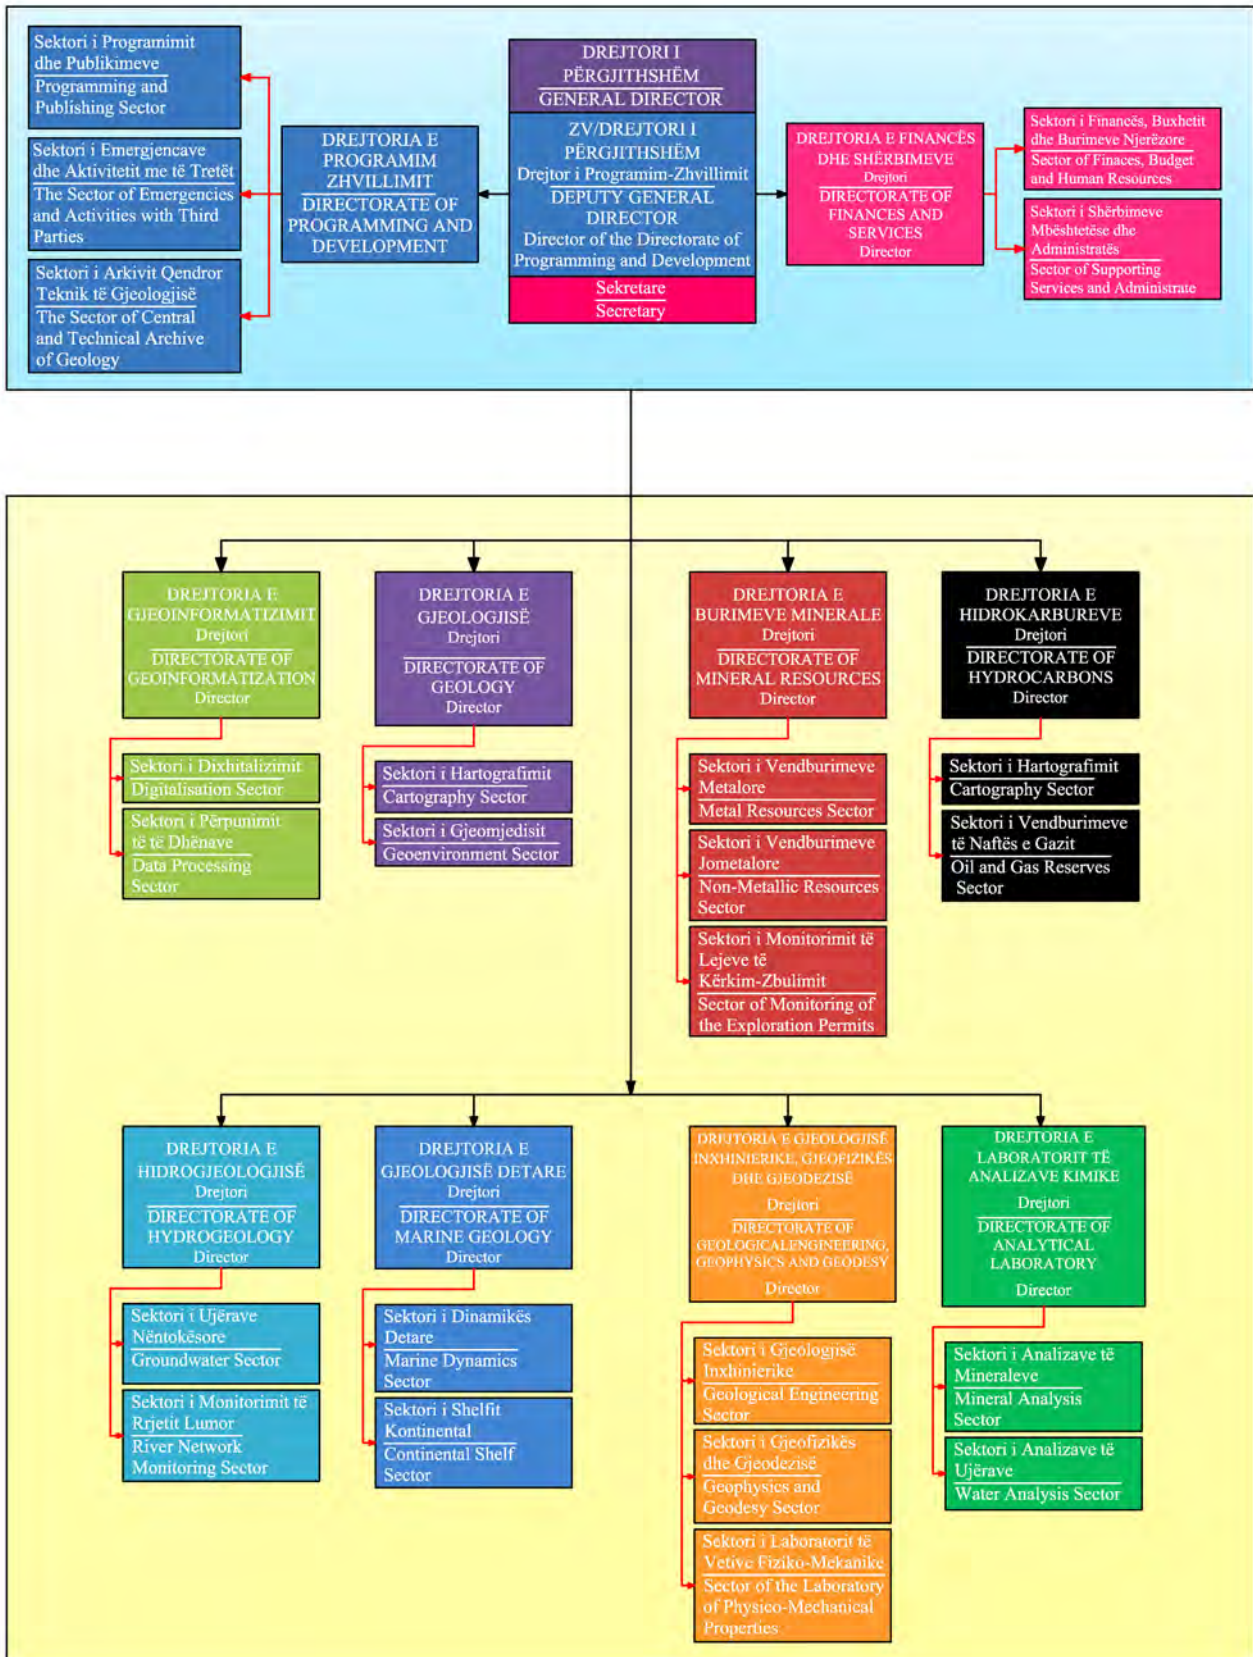 Sektori i Programimit
dhe Publikimeve
Programming and
Publishing Sector
Sektori i Emergjencave
dhe Aktivitetit me të Tretët
The Sector of Emergencies
and Activities with Third
Parties
Sektori i Arkivit Qendror
Teknik të Gjeologjisë
The Sector of Central
and Technical Archive
of Geology
DREJTORIA E
PROGRAMIM
ZHVILLIMIT
DIRECTORATE OF
PROGRAMMING AND
DEVELOPMENT
DREJTORI I
PËRGJITHSHËM
GENERAL DIRECTOR
ZV/DREJTORI I
PËRGJITHSHËM
Drejtor i Programim-Zhvillimit
DEPUTY GENERAL
DIRECTOR
Director of the Directorate of
Programming and Development
Sekretare
Secretary
DREJTORIA E FINANCËS
DHE SHËRBIMEVE
Drejtori
DIRECTORATE OF
FINANCES AND
SERVICES
Director
Sektori i Financës, Buxhetit
dhe Burimeve Njerëzore
Sector of Finaces, Budget
and Human Resources
Sektori i Shërbimeve
Mbështetëse dhe
Administratës
Sector of Supporting
Services and Administrate
DREJTORIA E
GJEOINFORMATIZIMIT
Drejtori
DIRECTORATE OF
GEOINFORMATIZATION
Director
Sektori i Dixhitalizimit
Digitalisation Sector
Sektori i Përpunimit
të të Dhënave
Data Processing
Sector
DREJTORIA E
GJEOLOGJISË
Drejtori
DIRECTORATE OF
GEOLOGY
Director
Sektori i Hartografimit
Cartography Sector
Sektori i Gjeomjedisit
Geoenvironment Sector
DREJTORIA E
BURIMEVE MINERALE
Drejtori
DIRECTORATE OF
MINERAL RESOURCES
Director
Sektori i Vendburimeve
Metalore
Metal Resources Sector
Sektori i Vendburimeve
Jometalore
Non-Metallic Resources
Sector
Sektori i Monitorimit të
Lejeve të
Kërkim-Zbulimit
Sector of Monitoring of
the Exploration Permits
DREJTORIA E
HIDROKARBUREVE
Drejtori
DIRECTORATE OF
HYDROCARBONS
Director
Sektori i Hartografimit
Cartography Sector
Sektori i Vendburimeve
të Naftës e Gazit
Oil and Gas Reserves
Sector
DREJTORIA E
HIDROGJEOLOGJISË
Drejtori
DIRECTORATE OF
HYDROGEOLOGY
Director
Sektori i Ujërave
Nëntokësore
Groundwater Sector
Sektori i Monitorimit të
Rrjetit Lumor
River Network
Monitoring Sector
DREJTORIA E
GJEOLOGJISË DETARE
Drejtori
DIRECTORATE OF
MARINE GEOLOGY
Director
Sektori i Dinamikës
Detare
Marine Dynamics
Sector
Sektori i Shelfit
Kontinental
Continental Shelf
Sector
DREJTORIA E GJEOLOGJISË
INXHINIERIKE, GJEOFIZIKËS
DHE GJEODEZISË
Drejtori
DIRECTORATE OF
GEOLOGICALENGINEERING,
GEOPHYSICS AND GEODESY
Director
Sektori i Gjeologjisë
Inxhinierike
Geological Engineering
Sector
Sektori i Gjeofizikës
dhe Gjeodezisë
Geophysics and
Geodesy Sector
Sektori i Laboratorit të
Vetive Fiziko-Mekanike
Sector of the Laboratory
of Physico-Mechanical
Properties
DREJTORIA E
LABORATORIT TË
ANALIZAVE KIMIKE
Drejtori
DIRECTORATE OF
ANALYTICAL
LABORATORY
Director
Sektori i Analizave të
Mineraleve
Mineral Analysis
Sector
Sektori i Analizave të
Ujërave
Water Analysis Sector